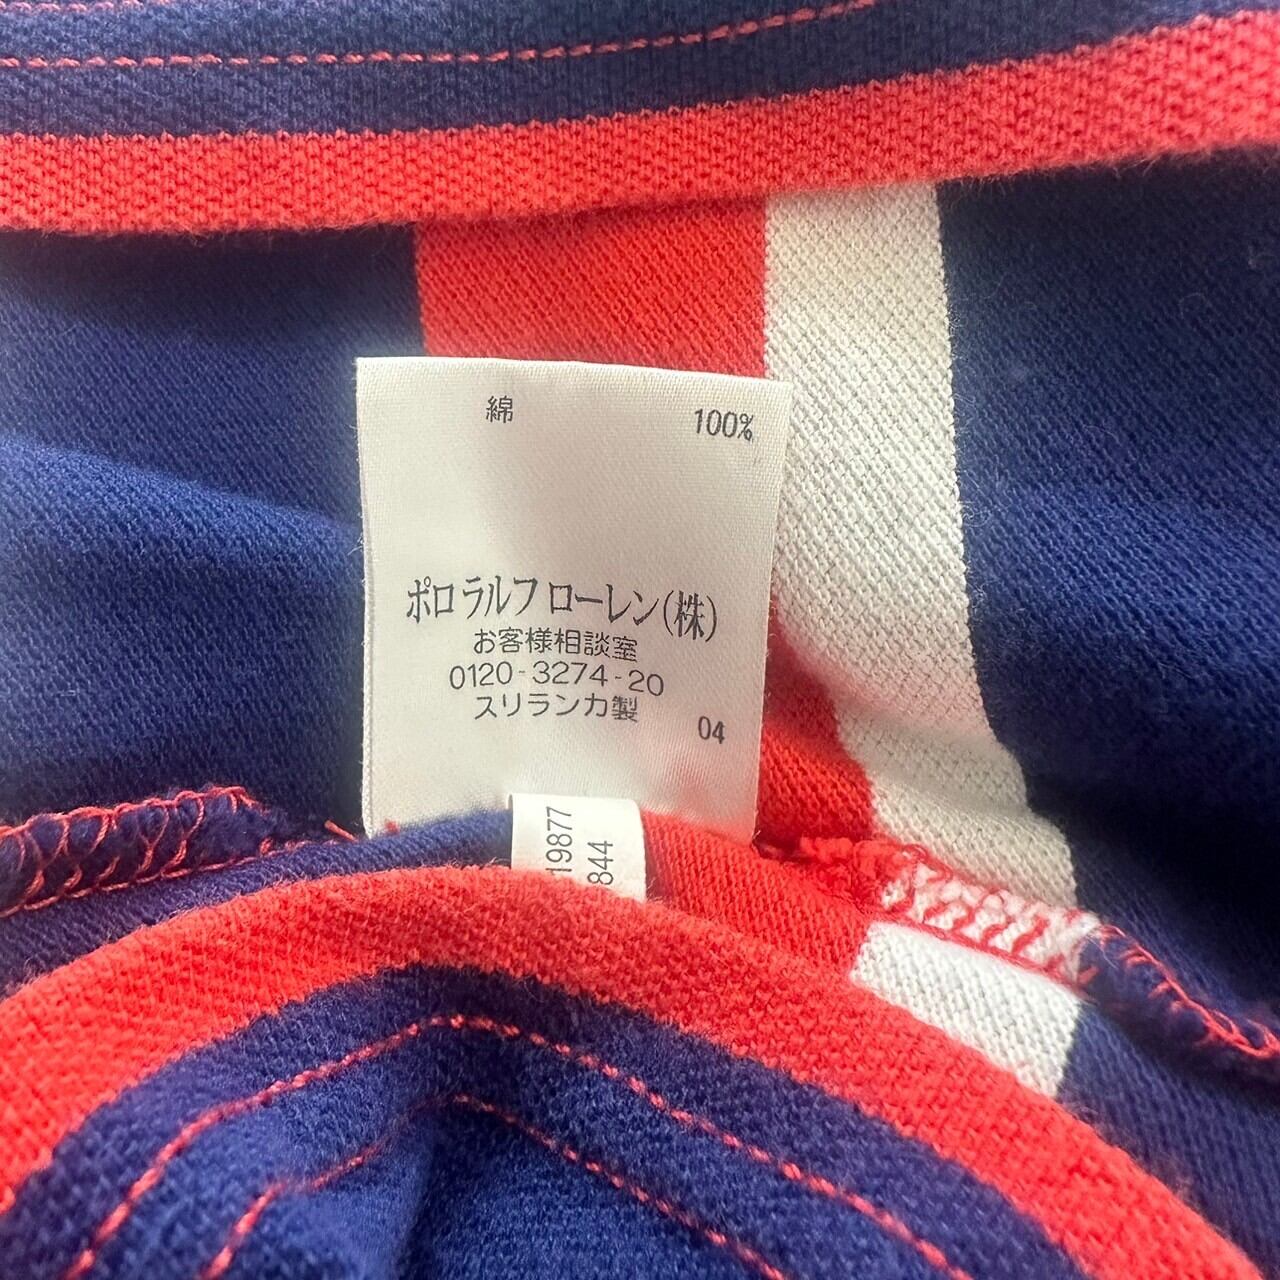 綿 100%
ポロ ラルフ ローレン(株)
お客様相談室
0120-3274-20
スリランカ製
04
19877
844